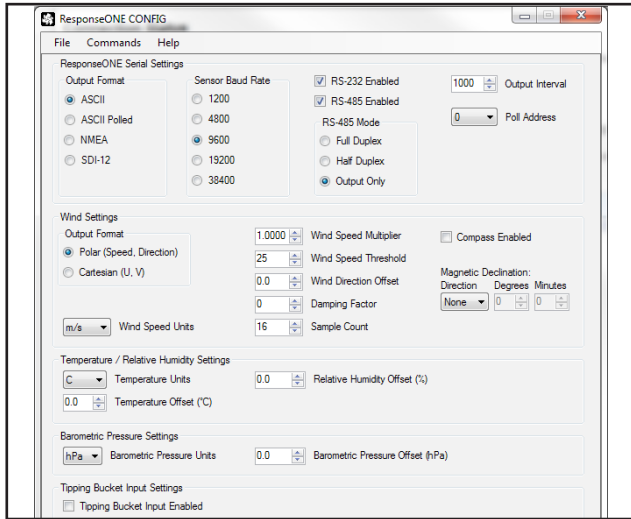 ResponseONE CONFIG
File Commands Help
ResponseONE Serial Settings
Output Format
ASCII
ASCII Polled
NMEA
SDI-12
Sensor Baud Rate
1200
4800
9600
19200
38400
RS-232 Enabled
RS-485 Enabled
RS-485 Mode
Full Duplex
Half Duplex
Output Only
1000 Output Interval
0 Poll Address
Wind Settings
Output Format
Polar (Speed, Direction)
Cartesian (U, V)
m/s Wind Speed Units
1.0000 Wind Speed Multiplier
25 Wind Speed Threshold
0.0 Wind Direction Offset
0 Damping Factor
16 Sample Count
Compass Enabled
Magnetic Declination:
Direction Degrees Minutes
None 0 0
Temperature / Relative Humidity Settings
C Temperature Units
0.0 Relative Humidity Offset (%)
0.0 Temperature Offset (°C)
Barometric Pressure Settings
hPa Barometric Pressure Units
0.0 Barometric Pressure Offset (hPa)
Tipping Bucket Input Settings
Tipping Bucket Input Enabled